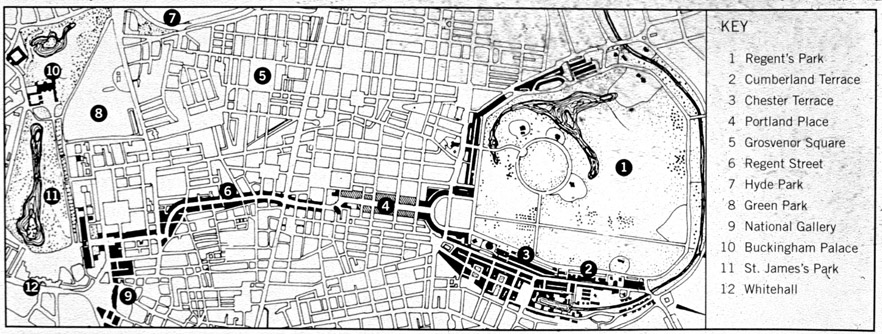 7
10
5
8
1
6
11
4
3
2
12
9
KEY
1 Regent's Park
2 Cumberland Terrace
3 Chester Terrace
4 Portland Place
5 Grosvenor Square
6 Regent Street
7 Hyde Park
8 Green Park
9 National Gallery
10 Buckingham Palace
11 St. James's Park
12 Whitehall